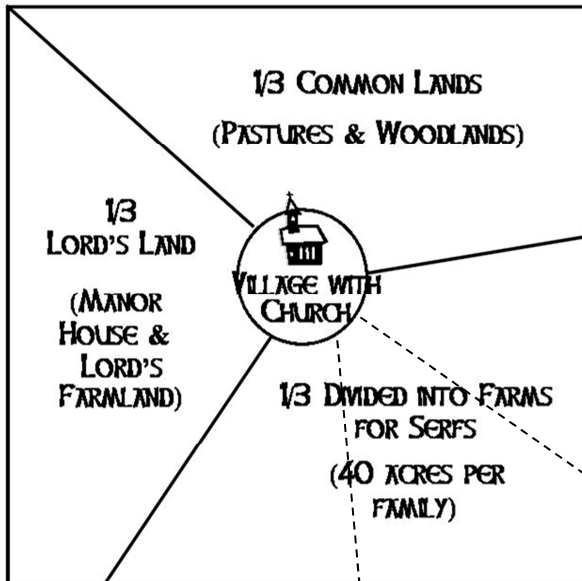 1/3 Common Lands
(Pastures & Woodlands)
1/3
Lord's Land
(Manor
House &
Lord's
Farmland)
Village with
Church
1/3 Divided into Farms
for Serfs
(40 acres per
family)